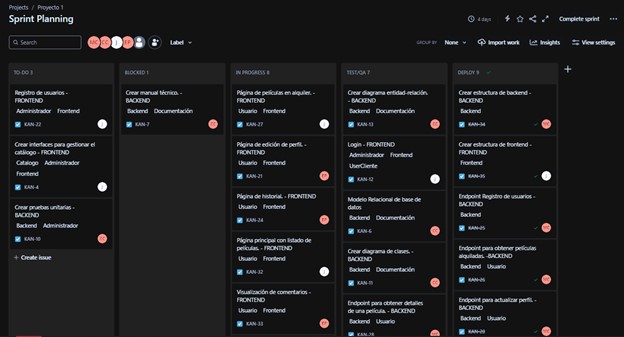 Projects / Proyecto 1
Sprint Planning
4 days
Complete sprint
Search
Label
GROUP BY
None
Import work
Insights
View settings
TO-DO 3
Registro de usuarios -
FRONTEND
Administrador Frontend
KAN-22
Crear interfaces para gestionar el
catálogo - FRONTEND
Catalogo Administrador
Frontend
KAN-4
Crear pruebas unitarias -
BACKEND
Backend Administrador
KAN-10
+ Create issue
BLOCKED 1
Crear manual técnico. -
BACKEND
Backend Documentación
KAN-7
IN PROGRESS 8
Página de películas en alquiler. -
FRONTEND
Usuario Frontend
KAN-27
Página de edición de perfil. -
FRONTEND
Usuario Frontend
KAN-21
Página de historial. - FRONTEND
Usuario Frontend
KAN-24
Página principal con listado de
películas. - FRONTEND
Usuario Frontend
KAN-32
Visualización de comentarios -
FRONTEND
Usuario Frontend
KAN-33
TEST/QA 7
Crear diagrama entidad-relación.
- BACKEND
Backend Documentación
KAN-13
Login - FRONTEND
Administrador Frontend
UserCliente
KAN-12
Modelo Relacional de base de
datos
Backend Documentación
KAN-6
Crear diagrama de clases. -
BACKEND
Backend Documentación
KAN-11
Endpoint para obtener detalles
de una película. - BACKEND
Backend Usuario
DEPLOY 9
Crear estructura de backend -
BACKEND
Backend
KAN-34
Crear estructura de frontend -
FRONTEND
Frontend
KAN-35
Endpoint Registro de usuarios -
BACKEND
Backend
KAN-25
Endpoint para obtener películas
alquiladas. -BACKEND
Backend Usuario
Endpoint para actualizar perfil. -
BACKEND
Backend Usuario